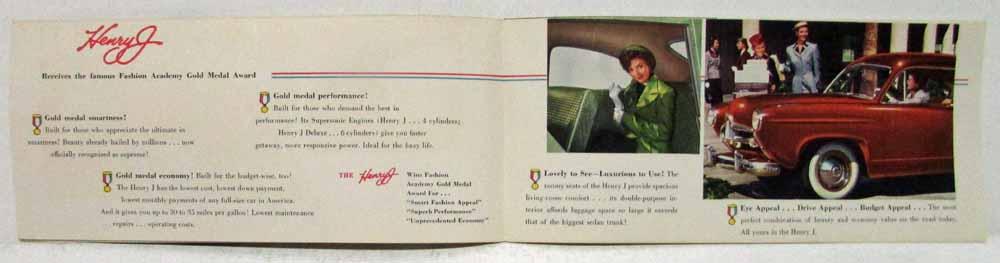 Henry J
Receives the famous Fashion Academy Gold Medal Award
Gold medal smartness!
Built for those who appreciate the ultimate in
smartness! Beauty already hailed by millions . . . now
officially recognized as supreme!
Gold medal economy! Built for the budget-wise, too!
The Henry J has the lowest cost, lowest down payment,
lowest monthly payments of any full-size car in America.
And it gives you up to 30 to 35 miles per gallon! Lowest maintenance
repairs . . . operating costs.
Gold medal performance!
Built for those who demand the best in
performance! Its Supersonic Engines (Henry J . . . 4 cylinders;
Henry J Deluxe . . . 6 cylinders) give you faster
getaway, more responsive power. Ideal for the busy life.
THE Henry J Wins Fashion
Academy Gold Medal
Award For . . .
"Smart Fashion Appeal"
"Superb Performance"
"Unprecedented Economy"
Lovely to See—Luxurious to Use! The
roomy seats of the Henry J provide spacious
living-room comfort . . . its double-purpose in-
terior affords luggage space so large it exceeds
that of the biggest sedan trunk!
Eye Appeal . . . Drive Appeal . . . Budget Appeal . . . The most
perfect combination of beauty and economy value on the road today.
All yours in the Henry J.